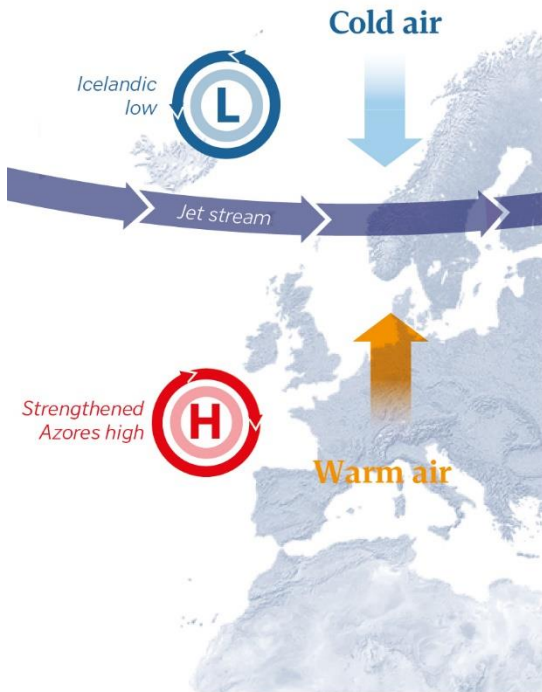 Cold air
Icelandic
low
L
Jet stream
Strengthened
Azores high
H
Warm air